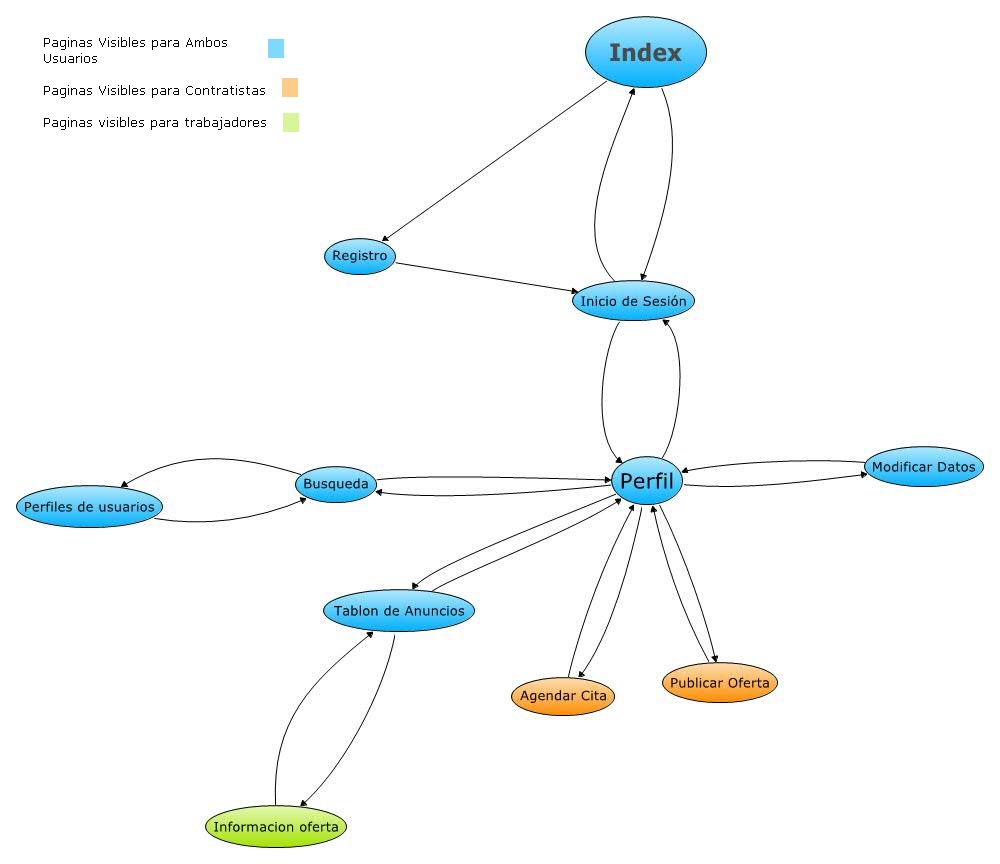 Paginas Visibles para Ambos
Usuarios
Paginas Visibles para Contratistas
Paginas visibles para trabajadores
Index
Registro
Inicio de Sesión
Perfil
Modificar Datos
Busqueda
Perfiles de usuarios
Tablon de Anuncios
Agendar Cita
Publicar Oferta
Informacion oferta